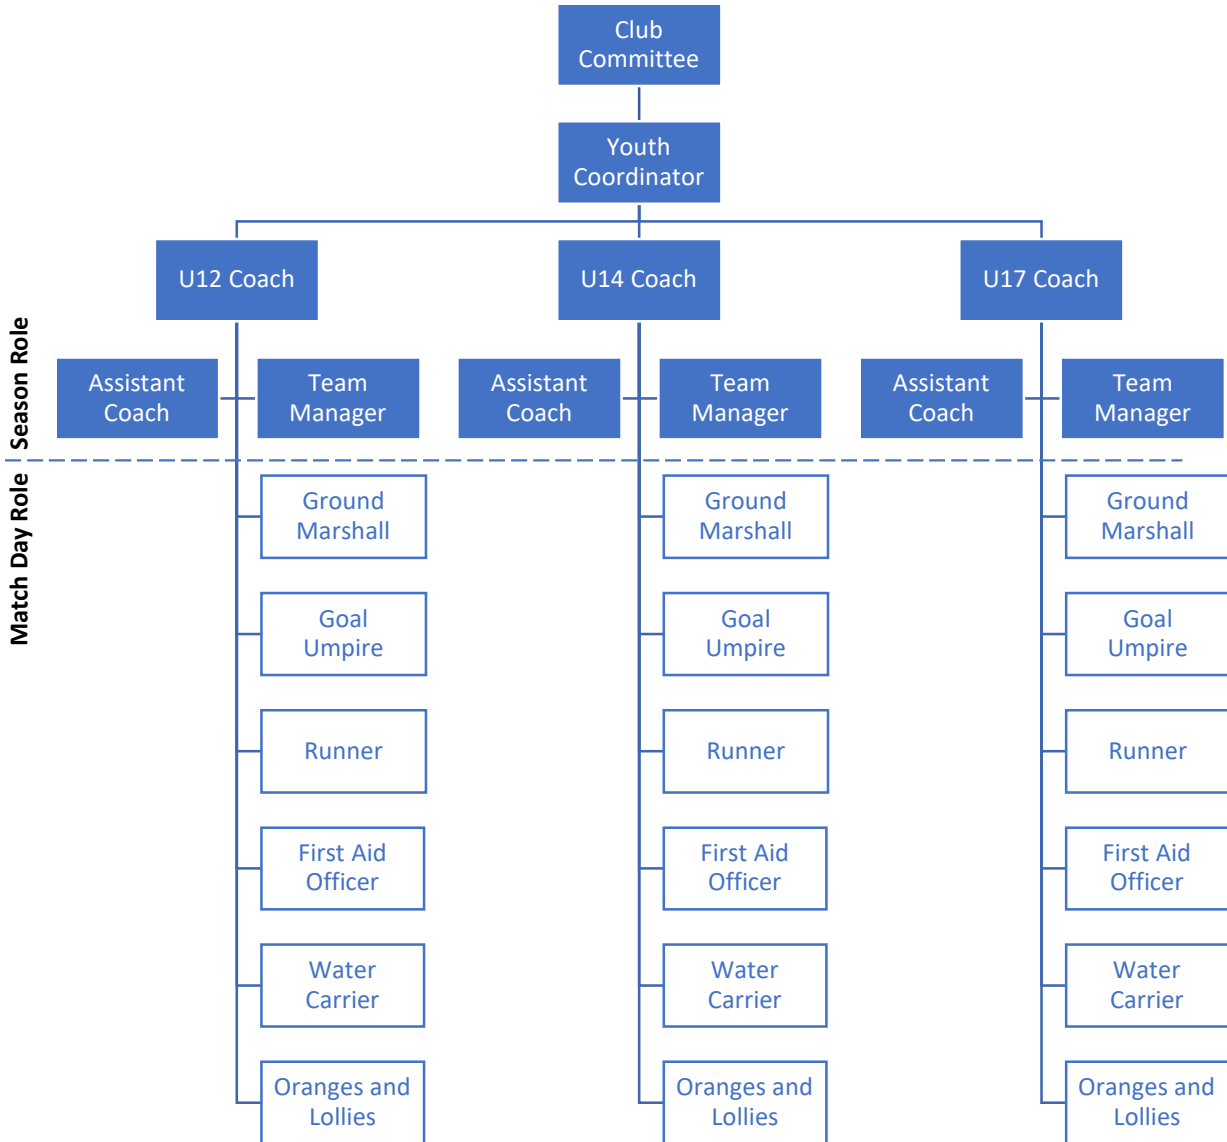 Club
Committee
Youth
Coordinator
U12 Coach
U14 Coach
U17 Coach
Season Role
Assistant
Coach
Team
Manager
Assistant
Coach
Team
Manager
Assistant
Coach
Team
Manager
Match Day Role
Ground
Marshall
Ground
Marshall
Ground
Marshall
Goal
Umpire
Goal
Umpire
Goal
Umpire
Runner
Runner
Runner
First Aid
Officer
First Aid
Officer
First Aid
Officer
Water
Carrier
Water
Carrier
Water
Carrier
Oranges and
Lollies
Oranges and
Lollies
Oranges and
Lollies